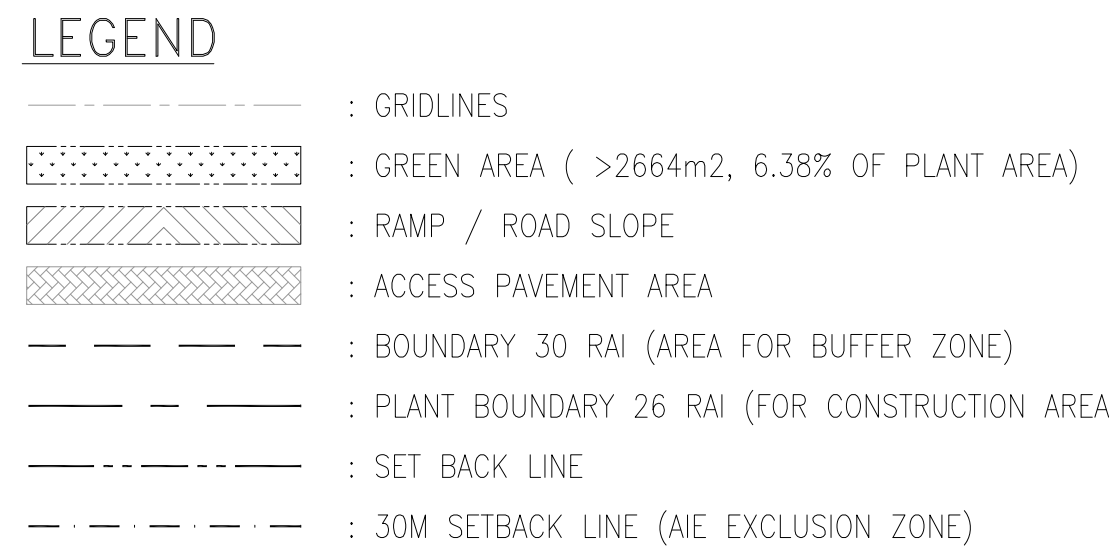 LEGEND
: GRIDLINES
: GREEN AREA ( >2664m2, 6.38% OF PLANT AREA)
: RAMP / ROAD SLOPE
: ACCESS PAVEMENT AREA
: BOUNDARY 30 RAI (AREA FOR BUFFER ZONE)
: PLANT BOUNDARY 26 RAI (FOR CONSTRUCTION AREA
: SET BACK LINE
: 30M SETBACK LINE (AIE EXCLUSION ZONE)